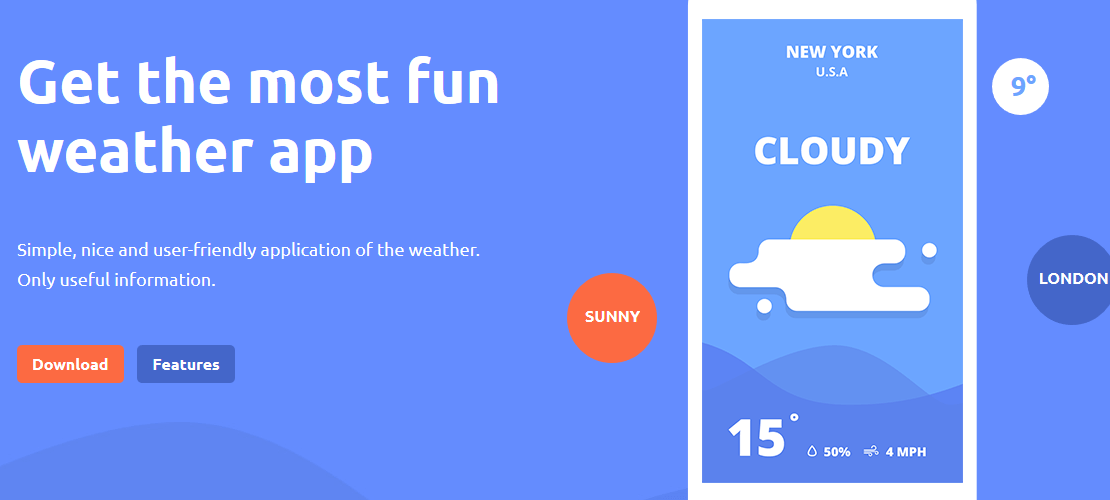 Get the most fun
weather app
Simple, nice and user-friendly application of the weather.
Only useful information.
Download
Features
SUNNY
NEW YORK
U.S.A
CLOUDY
15°
50%
4 MPH
9°
LONDON